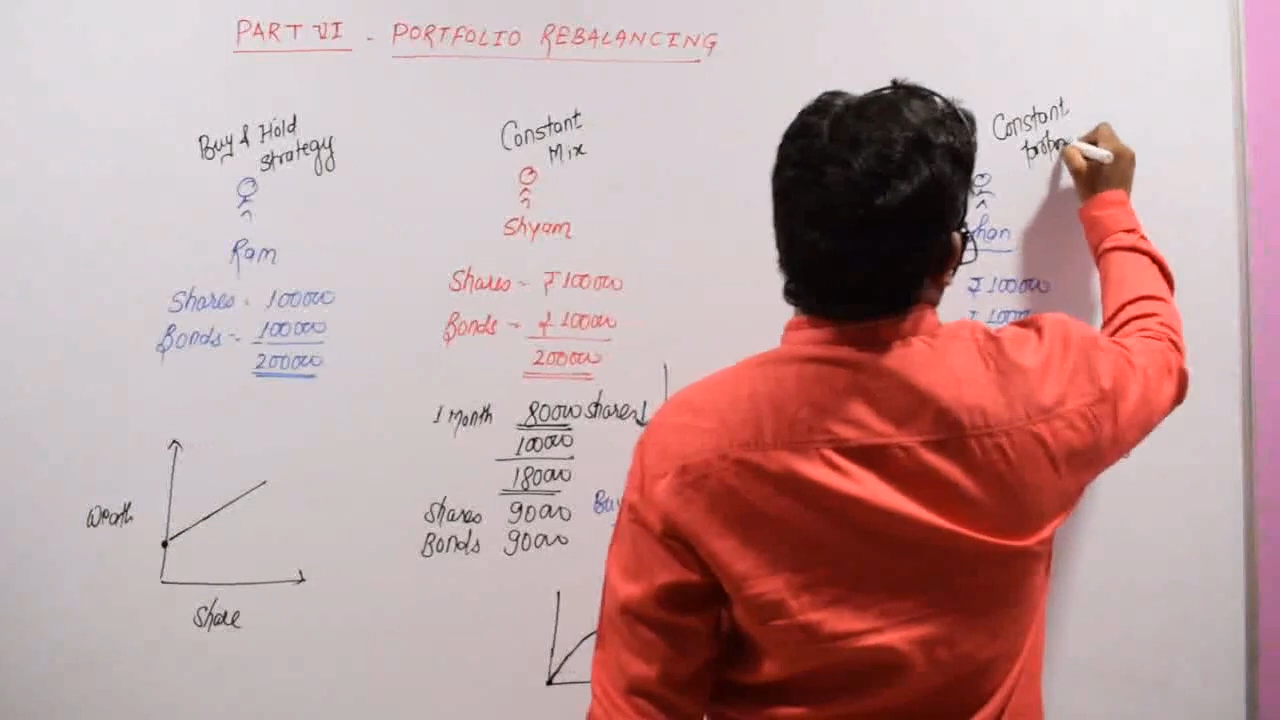 PART VI - PORTFOLIO REBALANCING
Buy & Hold
Strategy
Ram
Shares - 100000
Bonds - 100000
200000
Wealth
Share
Constant
Mix
Shyam
Shares - ₹100000
Bonds - ₹100000
200000
1 Month 80000 shares↓
100000
180000
Shares 90000 Buy
Bonds 90000
Constant
han
₹100000